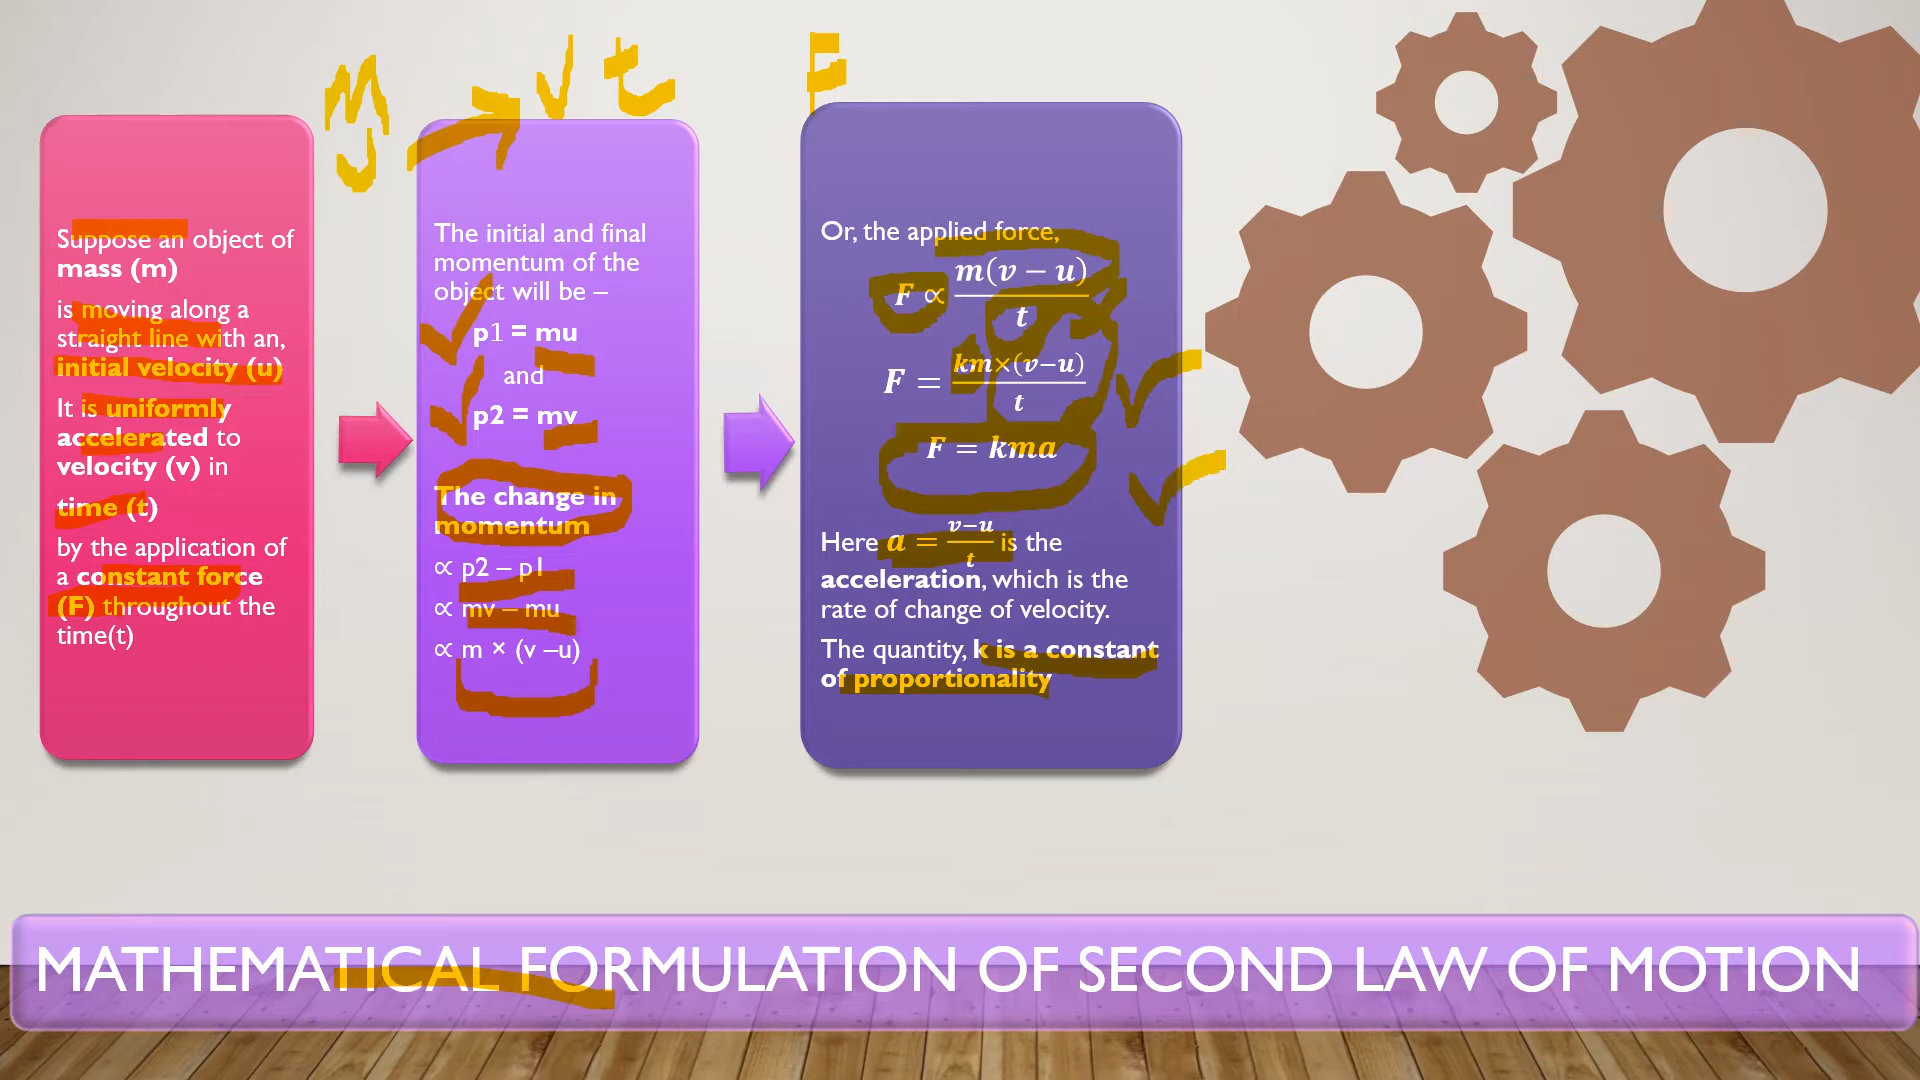 M → v t F
u
Suppose an object of
mass (m)
is moving along a
straight line with an,
initial velocity (u)
It is uniformly
accelerated to
velocity (v) in
time (t)
by the application of
a constant force
(F) throughout the
time(t)
The initial and final
momentum of the
object will be –
p1 = mu
and
p2 = mv
The change in
momentum
∝ p2 – p1
∝ mv – mu
∝ m × (v –u)
Or, the applied force,
F ∝ m(v − u)/t
F = km×(v−u)/t
F = kma
Here a = v−u/t is the
acceleration, which is the
rate of change of velocity.
The quantity, k is a constant
of proportionality
MATHEMATICAL FORMULATION OF SECOND LAW OF MOTION